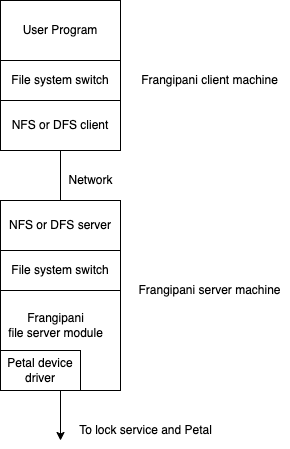 User Program
File system switch
Frangipani client machine
NFS or DFS client
Network
NFS or DFS server
File system switch
Frangipani server machine
Frangipani
file server module
Petal device
driver
To lock service and Petal